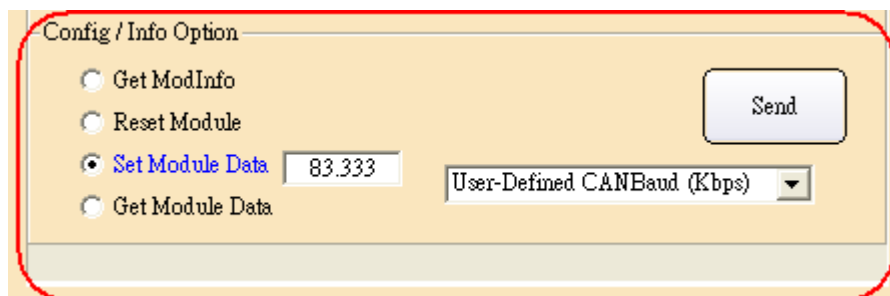 Config / Info Option
Get ModInfo
Reset Module
Send
Set Module Data 83.333
User-Defined CANBaud (Kbps)
Get Module Data